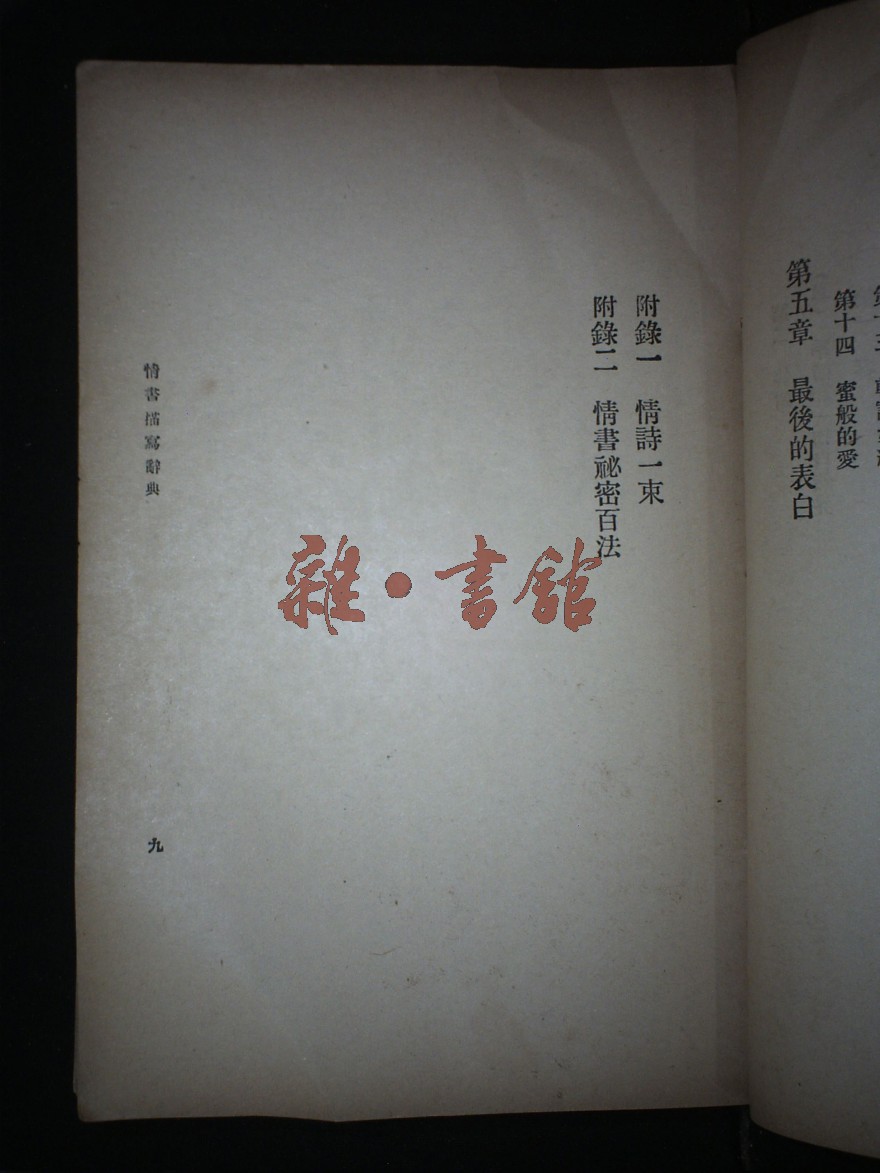 第十四 蜜般的愛
第五章 最後的表白
附錄一 情詩一束
附錄二 情書祕密百法
情書描寫辭典
九
雜•書館